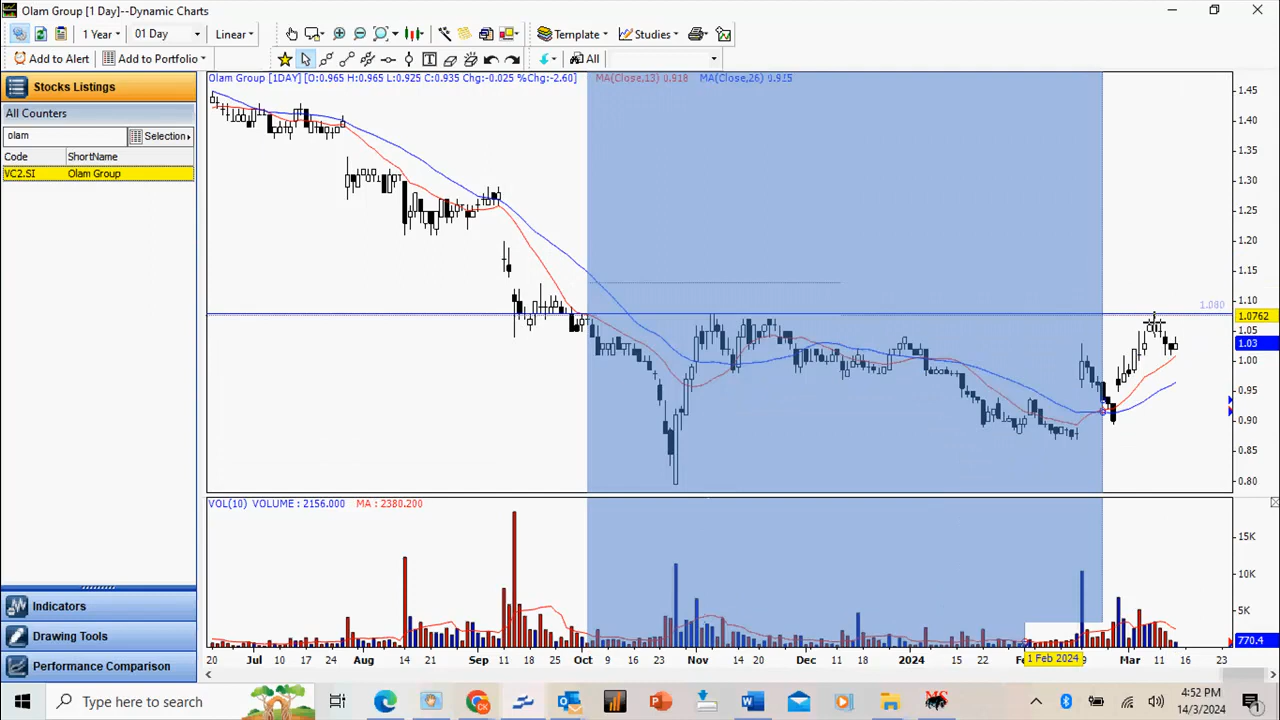 Olam Group [1 Day]--Dynamic Charts
1 Year 01 Day Linear Template Studies
Add to Alert Add to Portfolio All
Stocks Listings
All Counters
olam Selection
Code ShortName
VC2.SI Olam Group
Indicators
Drawing Tools
Performance Comparison
Olam Group [1DAY] [O:0.965 H:0.965 L:0.925 C:0.935 Chg:-0.025 %Chg:-2.60] MA(Close,13) 0.918 MA(Close,26) 0.915
1.45
1.40
1.35
1.30
1.25
1.20
1.15
1.10
1.080
1.0762
1.05
1.03
1.00
0.95
0.90
0.85
0.80
VOL(10) VOLUME : 2156.000 MA : 2380.200
15K
10K
5K
770.4
20 Jul 10 17 Aug 14 21 Sep 11 18 25 Oct 9 16 23 Nov 14 20 Dec 11 18 2024 15 22 1 Feb 2024 Mar 11 16 23
Type here to search
4:52 PM
14/3/2024
1